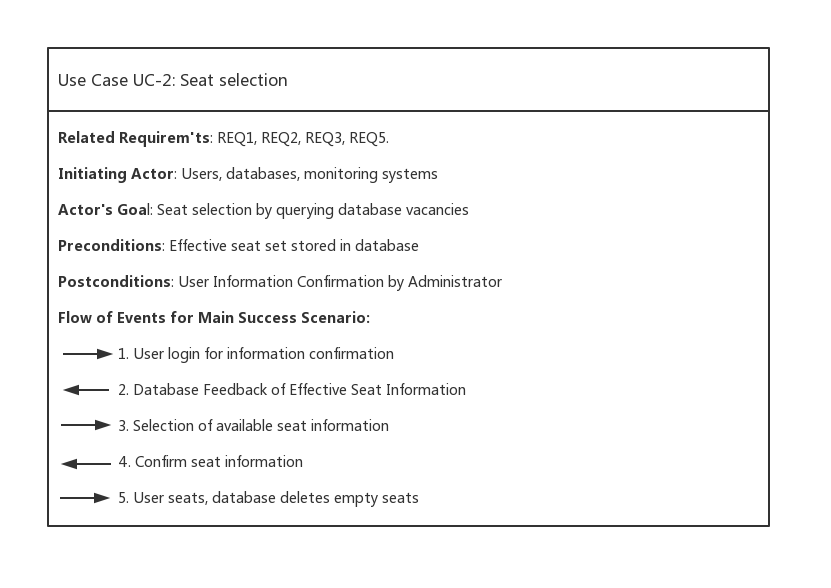 Use Case UC-2: Seat selection
Related Requirem'ts: REQ1, REQ2, REQ3, REQ5.
Initiating Actor: Users, databases, monitoring systems
Actor's Goal: Seat selection by querying database vacancies
Preconditions: Effective seat set stored in database
Postconditions: User Information Confirmation by Administrator
Flow of Events for Main Success Scenario:
1. User login for information confirmation
2. Database Feedback of Effective Seat Information
3. Selection of available seat information
4. Confirm seat information
5. User seats, database deletes empty seats